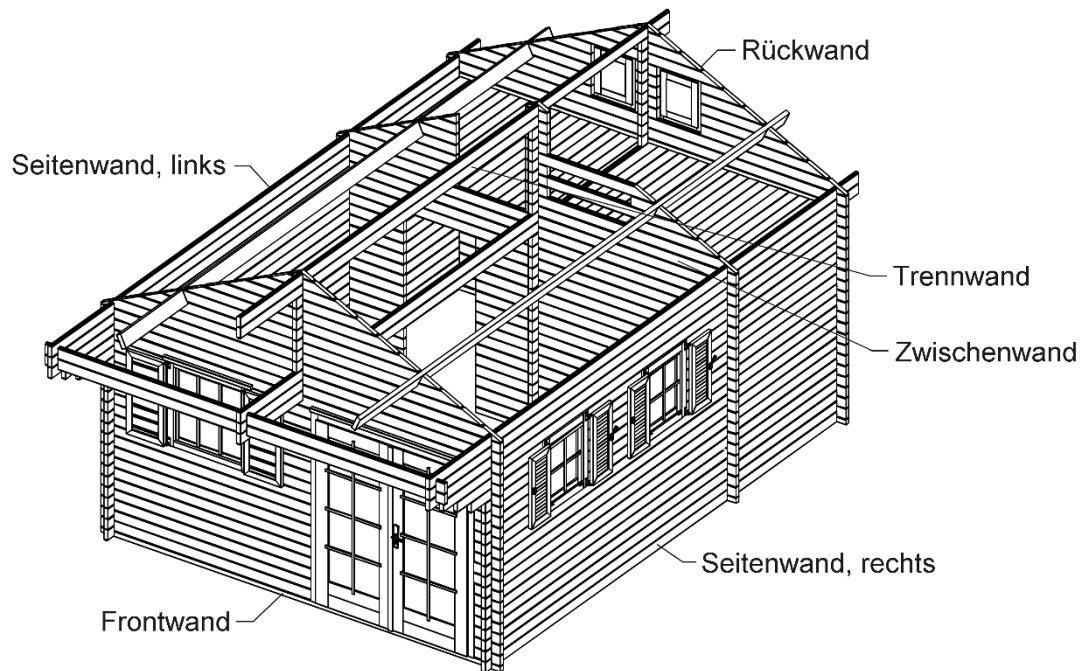 Rückwand
Seitenwand, links
Trennwand
Zwischenwand
Seitenwand, rechts
Frontwand